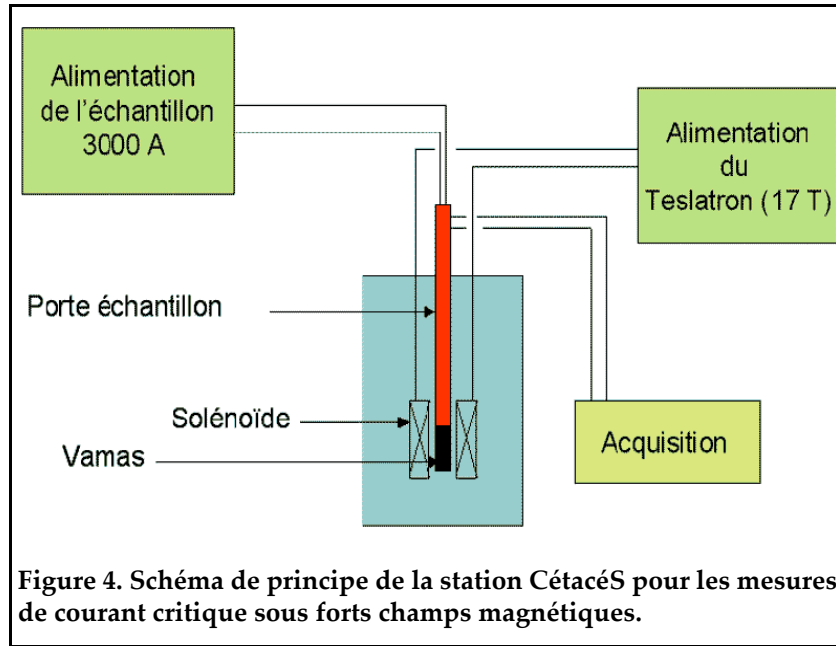 Alimentation
de l'échantillon
3000 A
Alimentation
du
Teslatron (17 T)
Porte échantillon
Solénoïde
Vamas
Acquisition
Figure 4. Schéma de principe de la station CétacéS pour les mesures
de courant critique sous forts champs magnétiques.